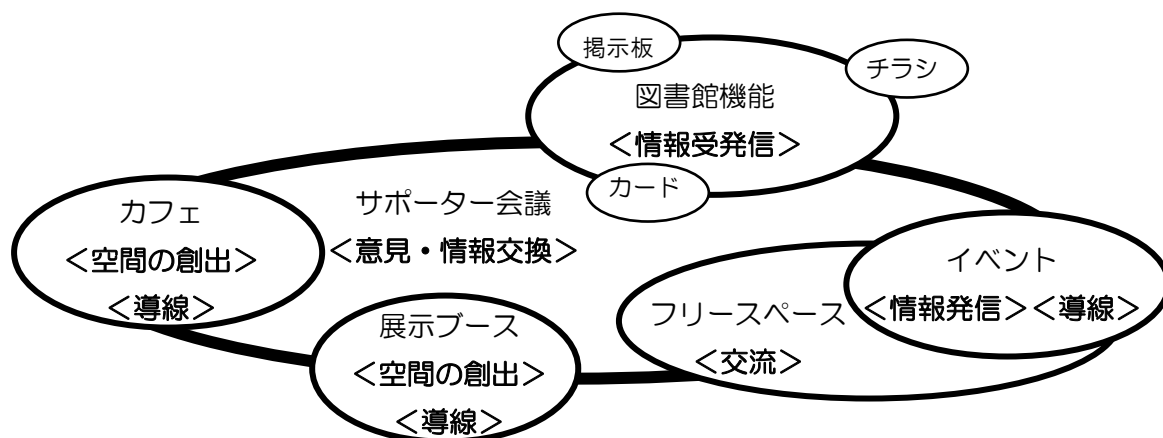 掲示板
チラシ
図書館機能
＜情報受発信＞
カード
サポーター会議
＜意見・情報交換＞
カフェ
＜空間の創出＞
＜導線＞
展示ブース
＜空間の創出＞
＜導線＞
フリースペース
＜交流＞
イベント
＜情報発信＞＜導線＞